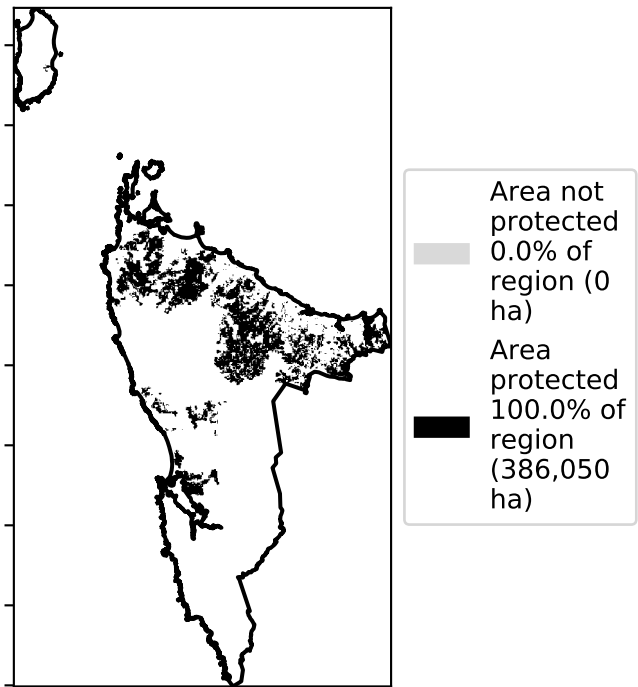 Area not
protected
0.0% of
region (0
ha)
Area
protected
100.0% of
region
(386,050
ha)